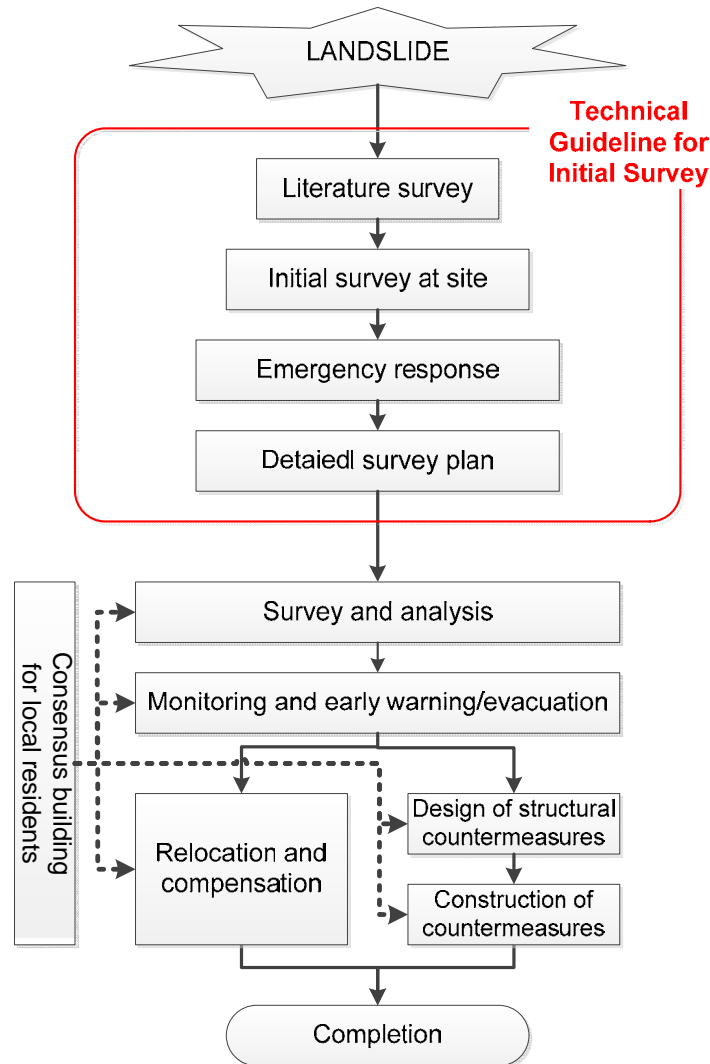 LANDSLIDE
Technical
Guideline for
Initial Survey
Literature survey
Initial survey at site
Emergency response
Detaiedl survey plan
Survey and analysis
Consensus building
for local residents
Monitoring and early warning/evacuation
Relocation and
compensation
Design of structural
countermeasures
Construction of
countermeasures
Completion